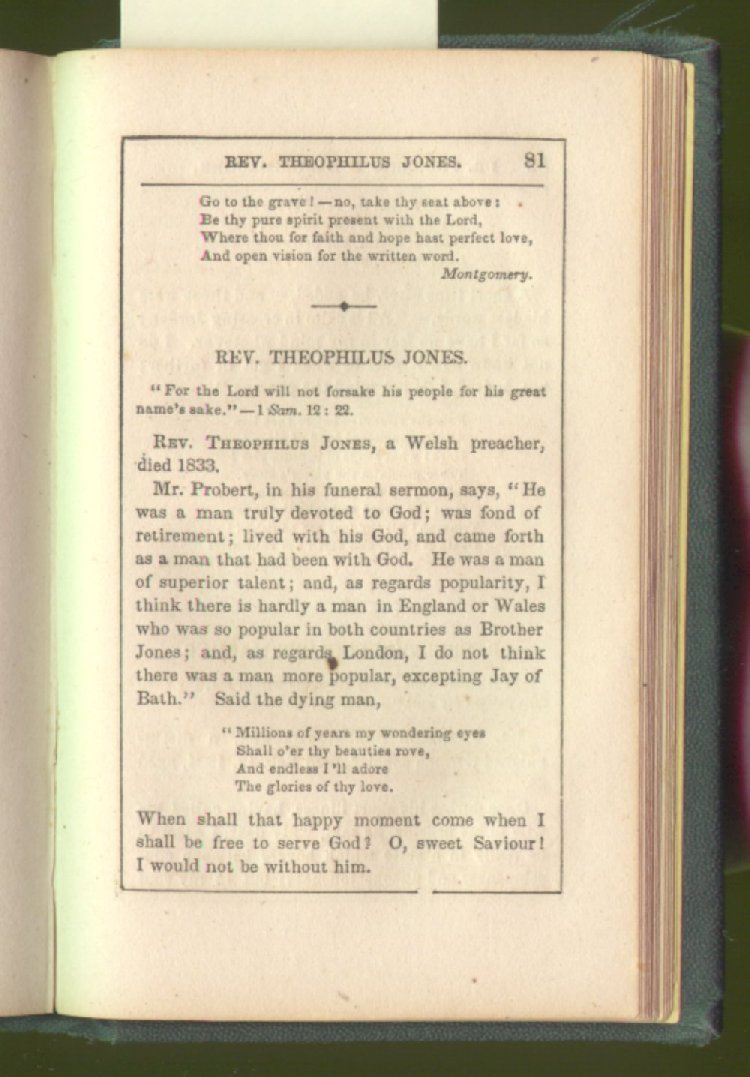 REV. THEOPHILUS JONES. 81
Go to the grave! — no, take thy seat above:
Be thy pure spirit present with the Lord,
Where thou for faith and hope hast perfect love,
And open vision for the written word.
Montgomery.
REV. THEOPHILUS JONES.
"For the Lord will not forsake his people for his great
name's sake." — 1 Sam. 12: 22.
REV. THEOPHILUS JONES, a Welsh preacher,
died 1833.
Mr. Probert, in his funeral sermon, says, "He
was a man truly devoted to God; was fond of
retirement; lived with his God, and came forth
as a man that had been with God. He was a man
of superior talent; and, as regards popularity, I
think there is hardly a man in England or Wales
who was so popular in both countries as Brother
Jones; and, as regards London, I do not think
there was a man more popular, excepting Jay of
Bath." Said the dying man,
"Millions of years my wondering eyes
Shall o'er thy beauties rove,
And endless I 'll adore
The glories of thy love.
When shall that happy moment come when I
shall be free to serve God? O, sweet Saviour!
I would not be without him.